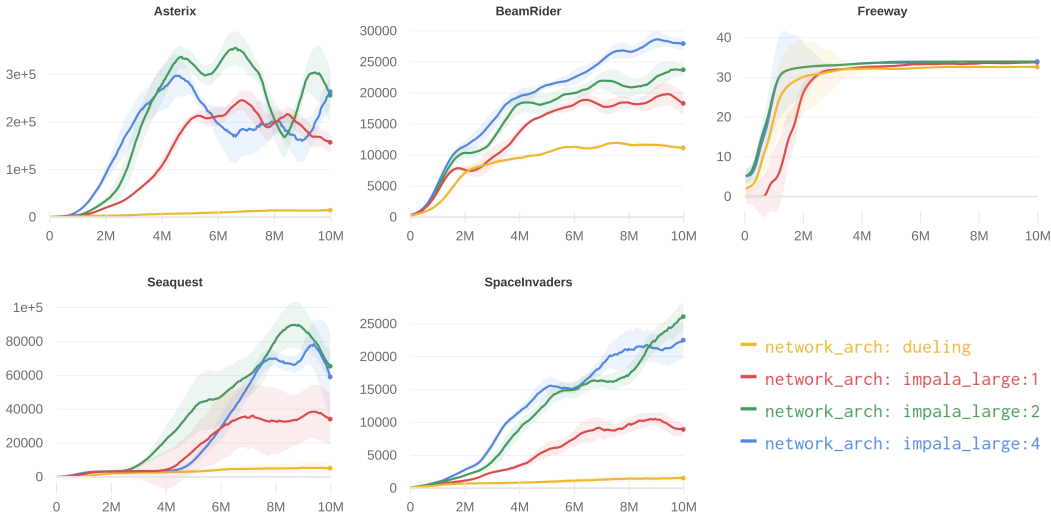 Asterix
3e+5
2e+5
1e+5
0
0 2M 4M 6M 8M 10M
BeamRider
30000
25000
20000
15000
10000
5000
0
0 2M 4M 6M 8M 10M
Freeway
40
30
20
10
0
0 2M 4M 6M 8M 10M
Seaquest
1e+5
80000
60000
40000
20000
0
0 2M 4M 6M 8M 10M
SpaceInvaders
25000
20000
15000
10000
5000
0
0 2M 4M 6M 8M 10M
network_arch: dueling
network_arch: impala_large:1
network_arch: impala_large:2
network_arch: impala_large:4